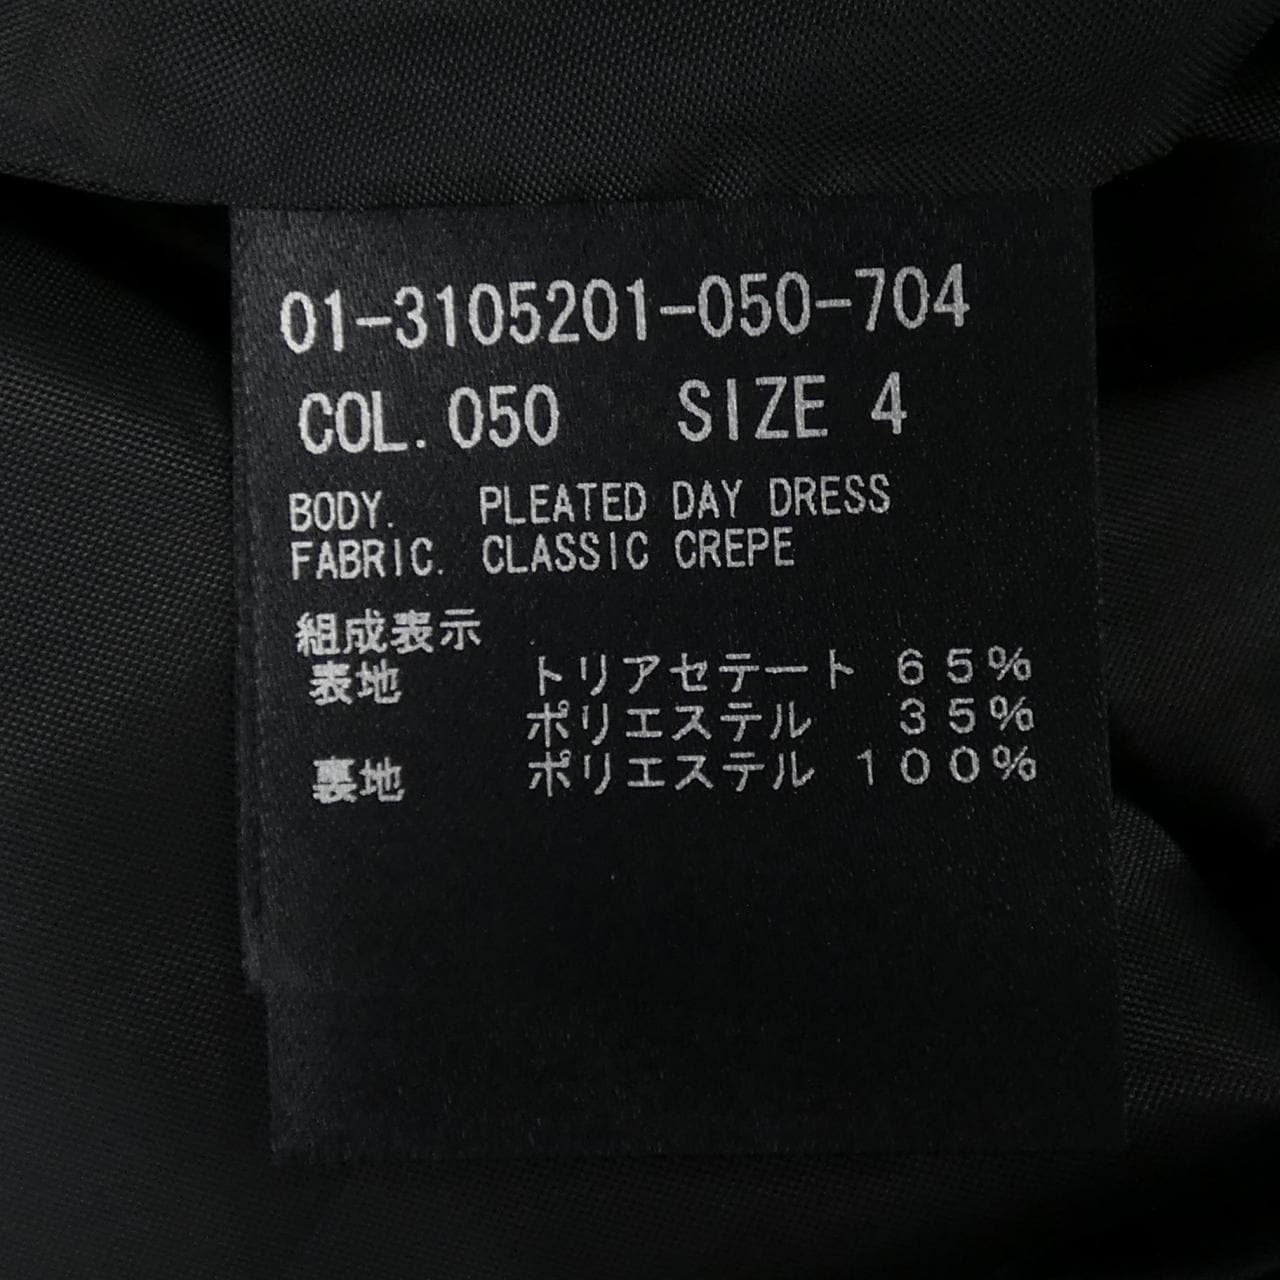 01-3105201-050-704
COL. 050 SIZE 4
BODY. PLEATED DAY DRESS
FABRIC. CLASSIC CREPE
組成表示
表地 トリアセテート 65%
ポリエステル 35%
裏地 ポリエステル 100%